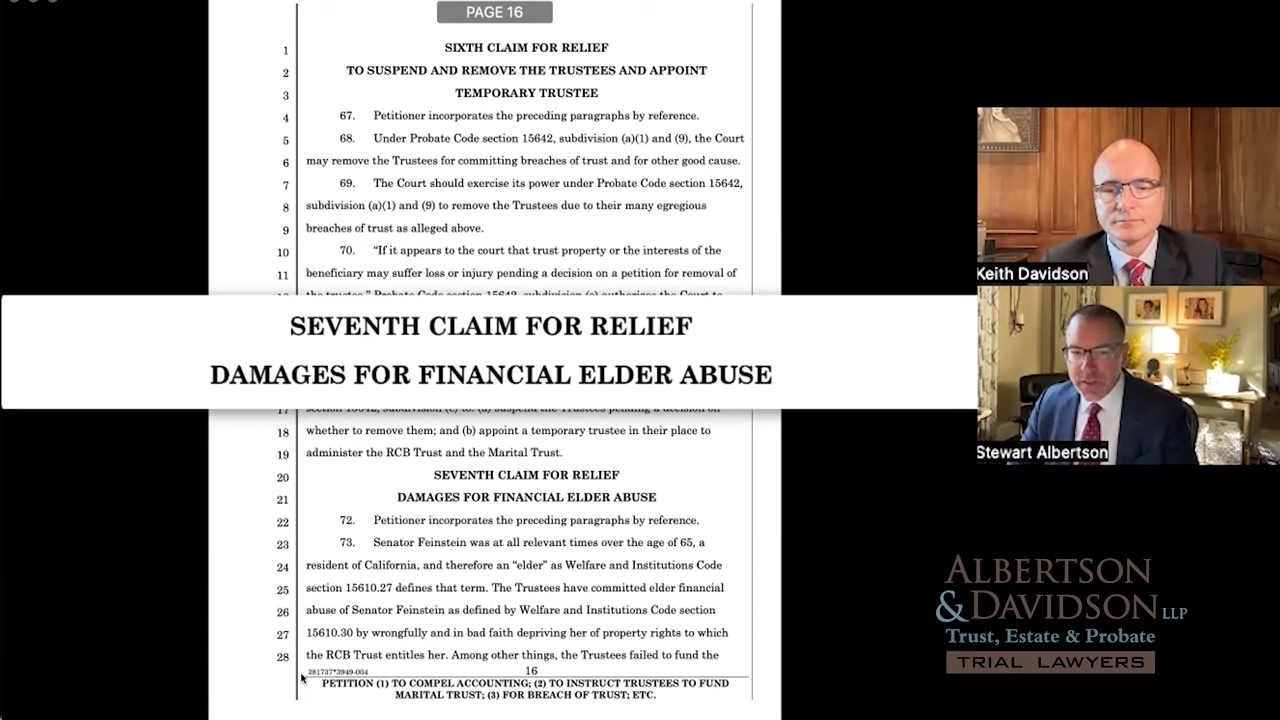 PAGE 16
1 SIXTH CLAIM FOR RELIEF
2 TO SUSPEND AND REMOVE THE TRUSTEES AND APPOINT
3 TEMPORARY TRUSTEE
4 67. Petitioner incorporates the preceding paragraphs by reference.
5 68. Under Probate Code section 15642, subdivision (a)(1) and (9), the Court
6 may remove the Trustees for committing breaches of trust and for other good cause.
7 69. The Court should exercise its power under Probate Code section 15642,
8 subdivision (a)(1) and (9) to remove the Trustees due to their many egregious
9 breaches of trust as alleged above.
10 70. “If it appears to the court that trust property or the interests of the
11 beneficiary may suffer loss or injury pending a decision on a petition for removal of
SEVENTH CLAIM FOR RELIEF
DAMAGES FOR FINANCIAL ELDER ABUSE
18 whether to remove them; and (b) appoint a temporary trustee in their place to
19 administer the RCB Trust and the Marital Trust.
20 SEVENTH CLAIM FOR RELIEF
21 DAMAGES FOR FINANCIAL ELDER ABUSE
22 72. Petitioner incorporates the preceding paragraphs by reference.
23 73. Senator Feinstein was at all relevant times over the age of 65, a
24 resident of California, and therefore an “elder” as Welfare and Institutions Code
25 section 15610.27 defines that term. The Trustees have committed elder financial
26 abuse of Senator Feinstein as defined by Welfare and Institutions Code section
27 15610.30 by wrongfully and in bad faith depriving her of property rights to which
28 the RCB Trust entitles her. Among other things, the Trustees failed to fund the
381737*3949.004 16
PETITION (1) TO COMPEL ACCOUNTING; (2) TO INSTRUCT TRUSTEES TO FUND
MARITAL TRUST; (3) FOR BREACH OF TRUST; ETC.
Keith Davidson
Stewart Albertson
ALBERTSON
& DAVIDSON LLP
Trust, Estate & Probate
TRIAL LAWYERS